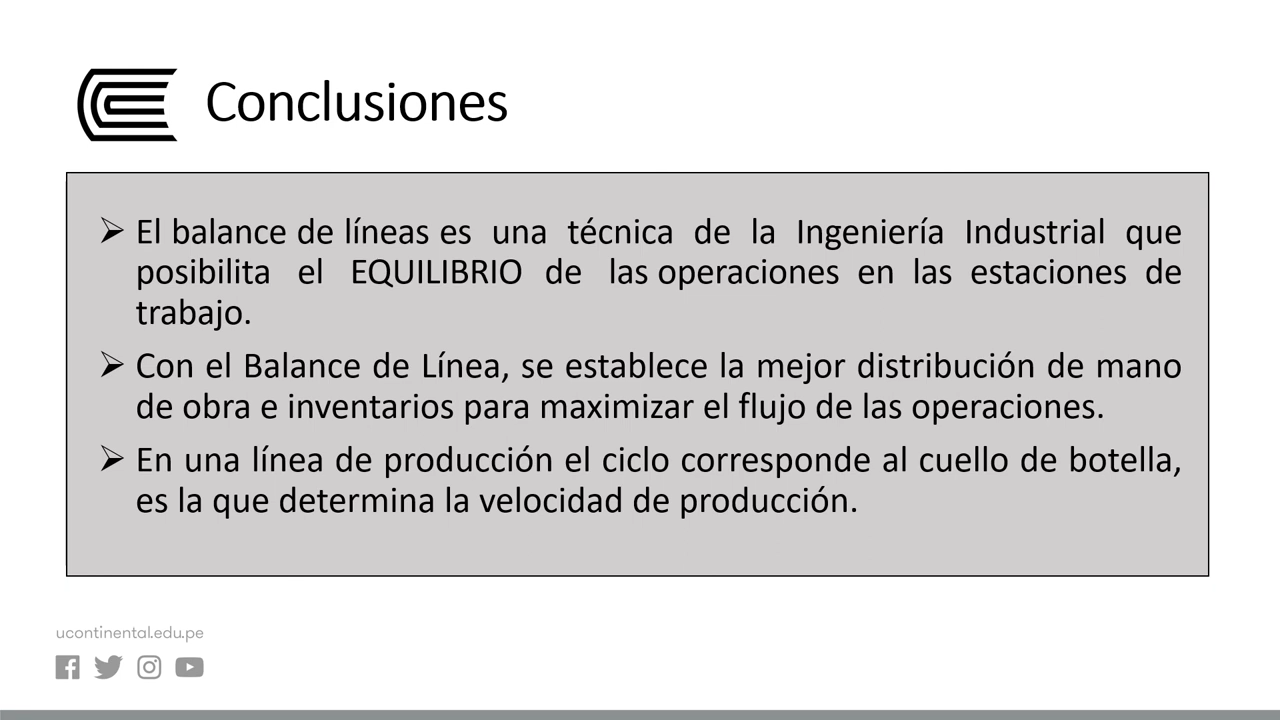 Conclusiones
El balance de líneas es una técnica de la Ingeniería Industrial que
posibilita el EQUILIBRIO de las operaciones en las estaciones de
trabajo.
Con el Balance de Línea, se establece la mejor distribución de mano
de obra e inventarios para maximizar el flujo de las operaciones.
En una línea de producción el ciclo corresponde al cuello de botella,
es la que determina la velocidad de producción.
ucontinental.edu.pe